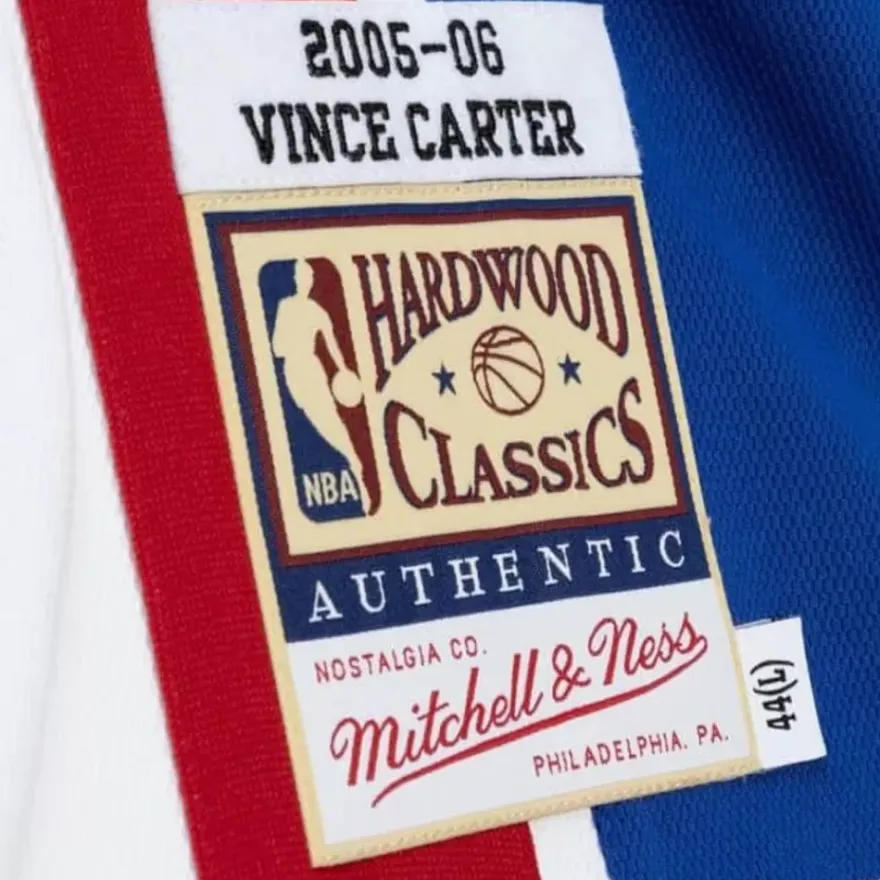 2005-06
VINCE CARTER
HARDWOOD
CLASSICS
NBA
AUTHENTIC
NOSTALGIA CO.
Mitchell & Ness
PHILADELPHIA. PA.
44(L)